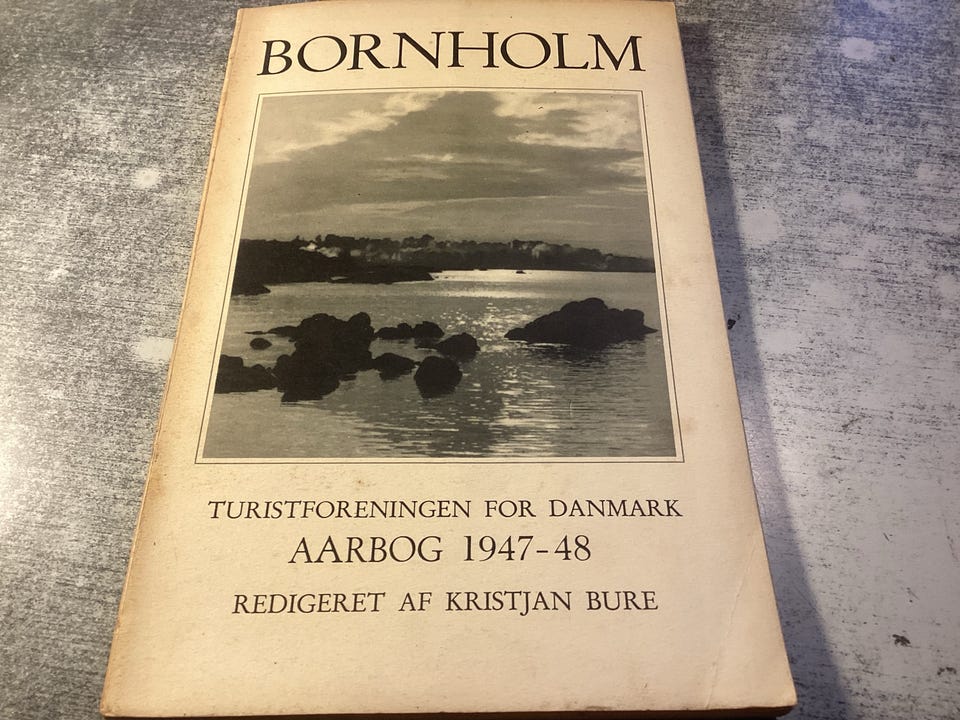 BORNHOLM
TURISTFORENINGEN FOR DANMARK
AARBOG 1947-48
REDIGERET AF KRISTJAN BURE